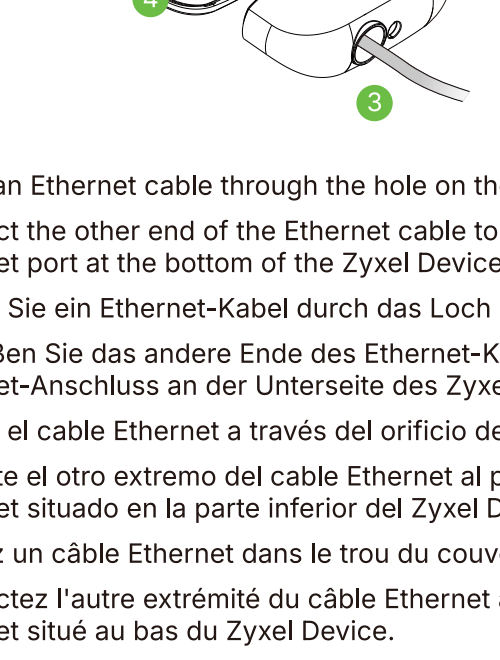 4
3
an Ethernet cable through the hole on th
ct the other end of the Ethernet cable to
et port at the bottom of the Zyxel Device
Sie ein Ethernet-Kabel durch das Loch
ßen Sie das andere Ende des Ethernet-K
et-Anschluss an der Unterseite des Zyxe
el cable Ethernet a través del orificio de
te el otro extremo del cable Ethernet al p
et situado en la parte inferior del Zyxel D
z un câble Ethernet dans le trou du couv
ctez l'autre extrémité du câble Ethernet a
et situé au bas du Zyxel Device.